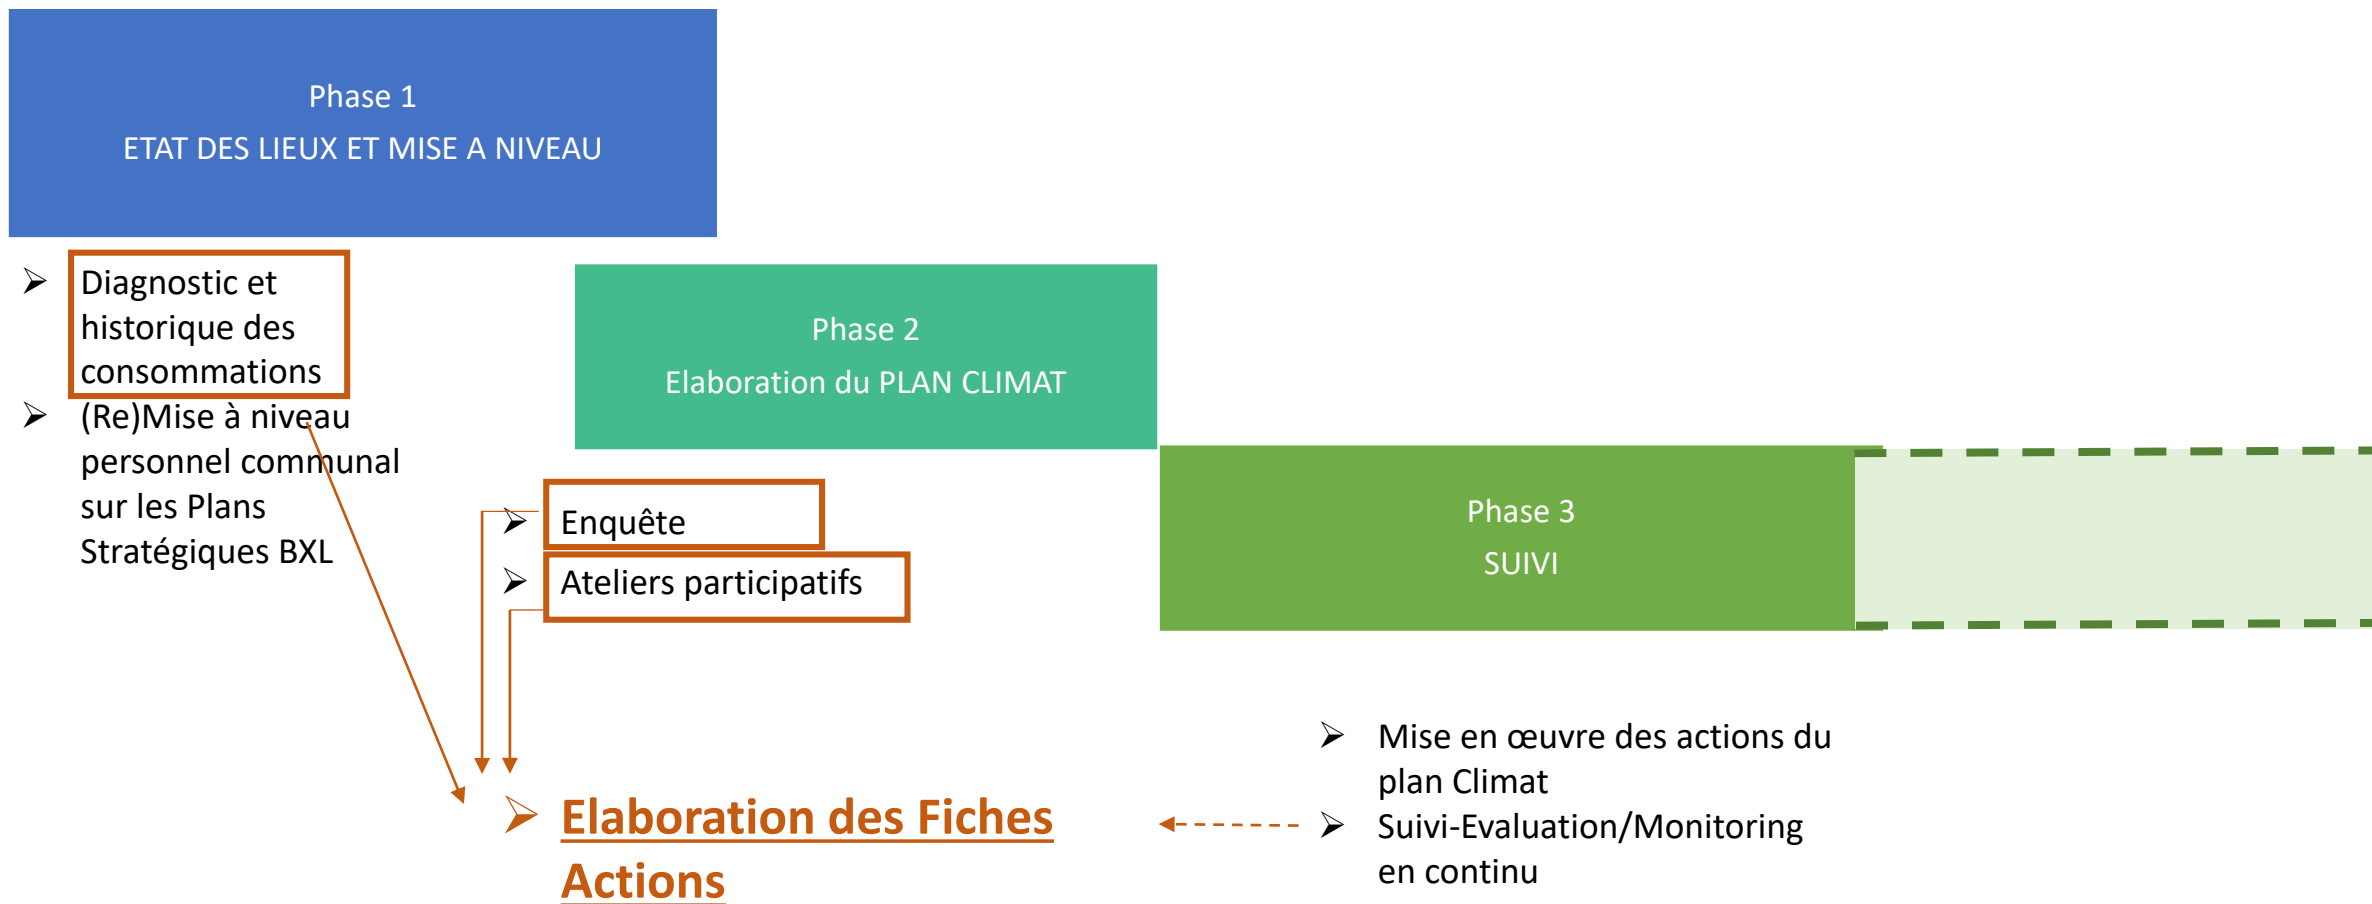 Phase 1
ETAT DES LIEUX ET MISE A NIVEAU
Diagnostic et
historique des
consommations
(Re)Mise à niveau
personnel communal
sur les Plans
Stratégiques BXL
Phase 2
Elaboration du PLAN CLIMAT
Enquête
Ateliers participatifs
Elaboration des Fiches
Actions
Phase 3
SUIVI
Mise en œuvre des actions du
plan Climat
Suivi-Evaluation/Monitoring
en continu